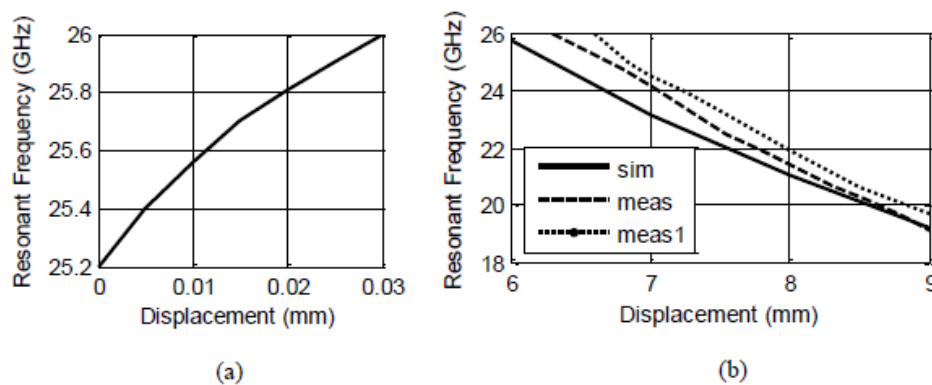 Resonant Frequency (GHz)
26
25.8
25.6
25.4
25.2
0
0.01
0.02
0.03
Displacement (mm)
(a)
Resonant Frequency (GHz)
26
24
22
20
18
sim
meas
meas1
6
7
8
9
Displacement (mm)
(b)